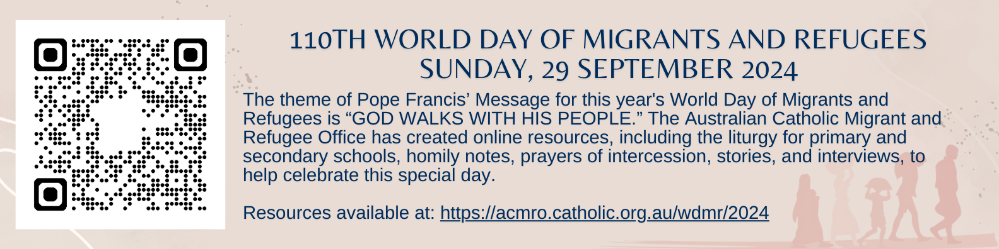 110TH WORLD DAY OF MIGRANTS AND REFUGEES
SUNDAY, 29 SEPTEMBER 2024
The theme of Pope Francis’ Message for this year's World Day of Migrants and
Refugees is “GOD WALKS WITH HIS PEOPLE.” The Australian Catholic Migrant and
Refugee Office has created online resources, including the liturgy for primary and
secondary schools, homily notes, prayers of intercession, stories, and interviews, to
help celebrate this special day.
Resources available at: https://acmro.catholic.org.au/wdmr/2024